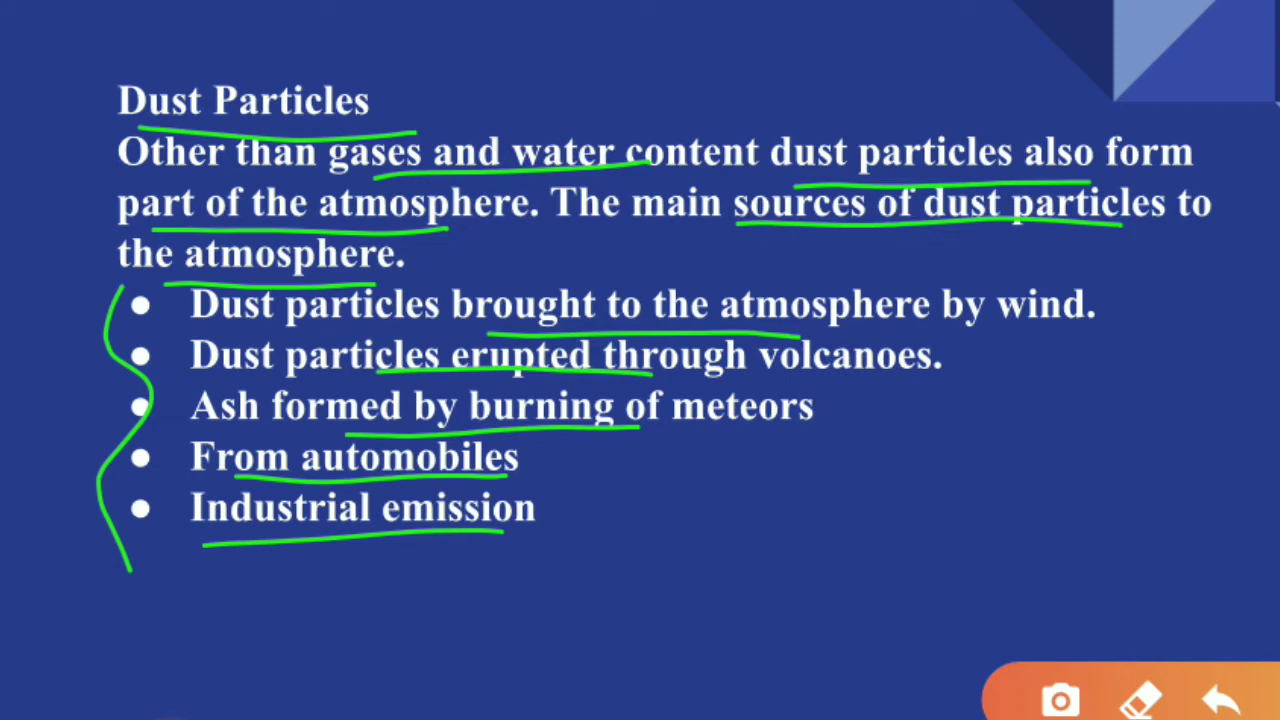 Dust Particles
Other than gases and water content dust particles also form
part of the atmosphere. The main sources of dust particles to
the atmosphere.
● Dust particles brought to the atmosphere by wind.
● Dust particles erupted through volcanoes.
● Ash formed by burning of meteors
● From automobiles
● Industrial emission